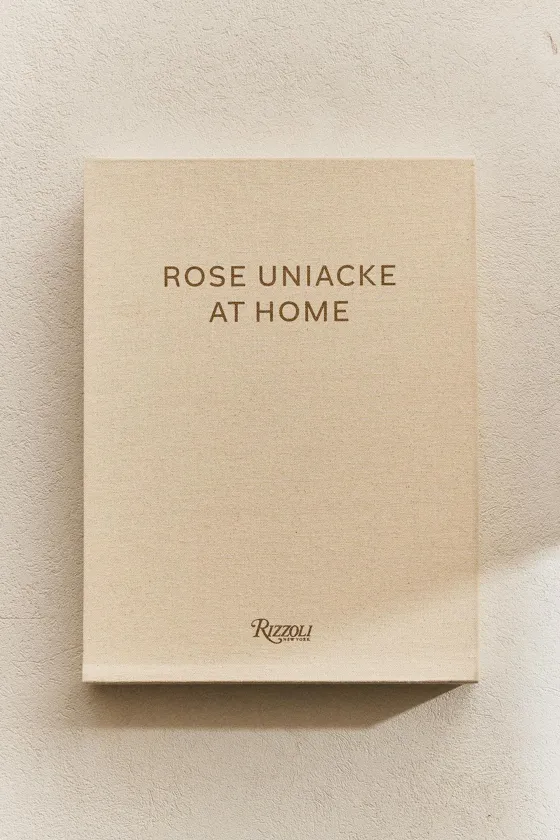 ROSE UNIACKE
AT HOME
RIZZOLI
NEW YORK